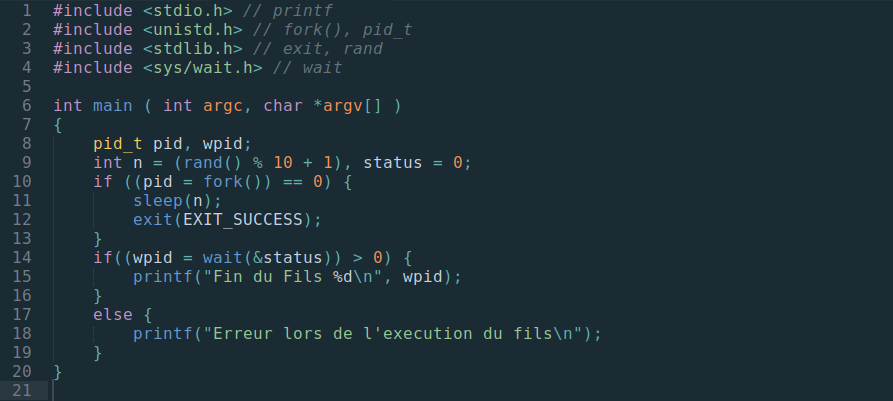 1 #include <stdio.h> // printf
2 #include <unistd.h> // fork(), pid_t
3 #include <stdlib.h> // exit, rand
4 #include <sys/wait.h> // wait
5
6 int main ( int argc, char *argv[] )
7 {
8     pid_t pid, wpid;
9     int n = (rand() % 10 + 1), status = 0;
10     if ((pid = fork()) == 0) {
11         sleep(n);
12         exit(EXIT_SUCCESS);
13     }
14     if((wpid = wait(&status)) > 0) {
15         printf("Fin du Fils %d\n", wpid);
16     }
17     else {
18         printf("Erreur lors de l'execution du fils\n");
19     }
20 }
21